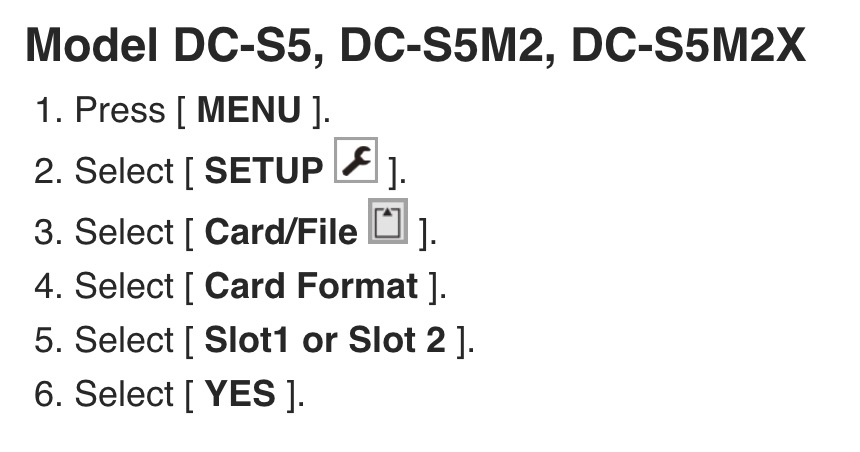 Model DC-S5, DC-S5M2, DC-S5M2X
1. Press [ MENU ].
2. Select [ SETUP ].
3. Select [ Card/File ].
4. Select [ Card Format ].
5. Select [ Slot1 or Slot 2 ].
6. Select [ YES ].